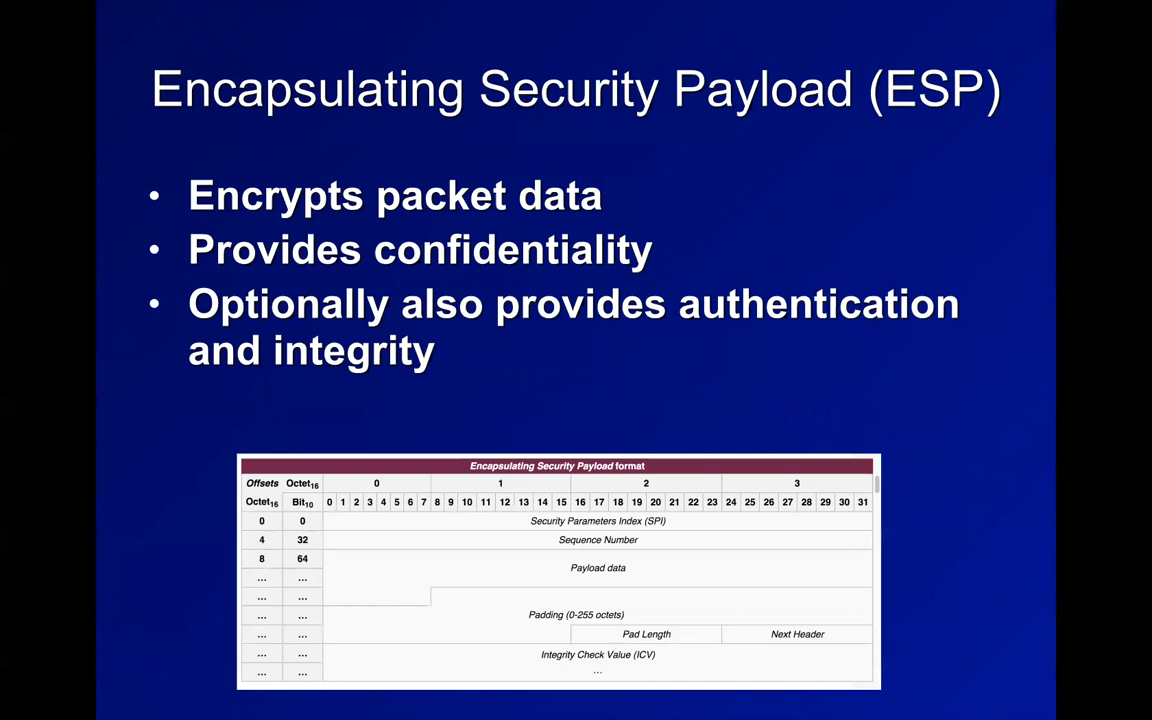 Encapsulating Security Payload (ESP)
• Encrypts packet data
• Provides confidentiality
• Optionally also provides authentication
and integrity
Encapsulating Security Payload format
Offsets Octet16 0 1 2 3
Octet16 Bit10 0 1 2 3 4 5 6 7 8 9 10 11 12 13 14 15 16 17 18 19 20 21 22 23 24 25 26 27 28 29 30 31
0 0 Security Parameters Index (SPI)
4 32 Sequence Number
8 64
Payload data
... ...
... ...
... ... Padding (0-255 octets)
... ... Pad Length Next Header
... ... Integrity Check Value (ICV)
... ... ...